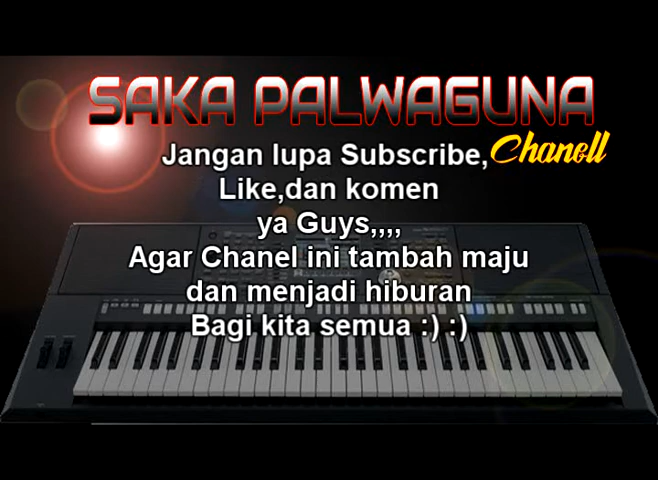 SAKA PALWAGUNA
Chanell
Jangan lupa Subscribe,
Like,dan komen
ya Guys,,,,
Agar Chanel ini tambah maju
dan menjadi hiburan
Bagi kita semua :) :)